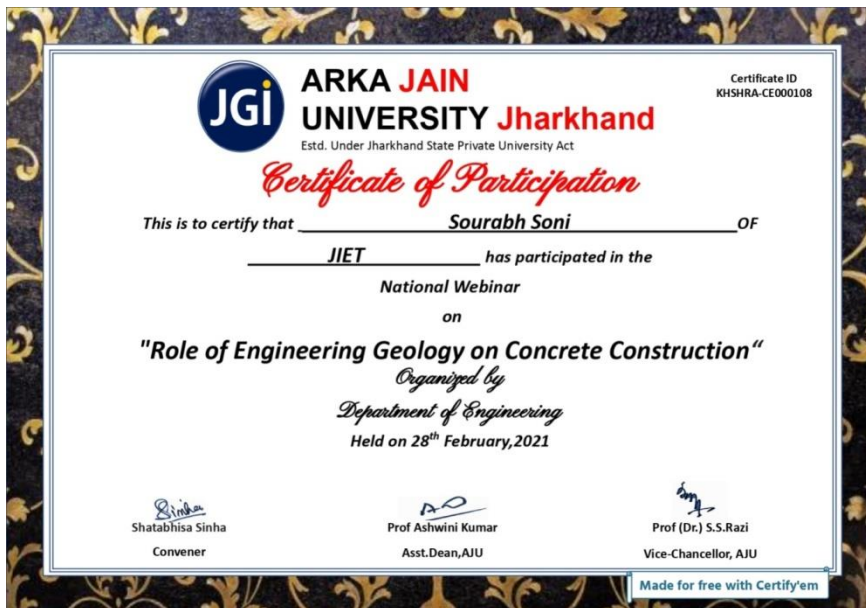 JGi
ARKA JAIN
UNIVERSITY Jharkhand
Estd. Under Jharkhand State Private University Act
Certificate ID
KHSHRA-CE000108
Certificate of Participation
This is to certify that Sourabh Soni OF
JIET has participated in the
National Webinar
on
"Role of Engineering Geology on Concrete Construction“
Organized by
Department of Engineering
Held on 28th February,2021
Sinha
Shatabhisa Sinha
Convener
Prof Ashwini Kumar
Asst.Dean,AJU
Prof (Dr.) S.S.Razi
Vice-Chancellor, AJU
Made for free with Certify'em